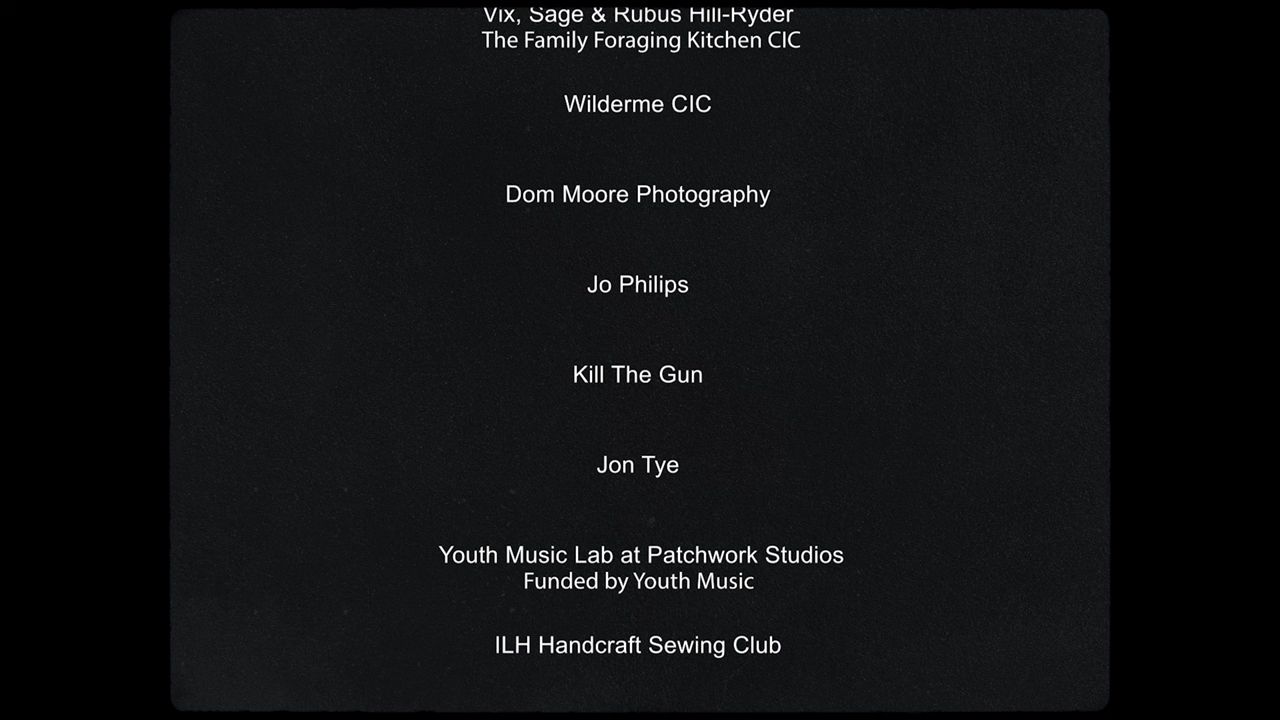 Vix, Sage & Rubus Hill-Ryder
The Family Foraging Kitchen CIC
Wilderme CIC
Dom Moore Photography
Jo Philips
Kill The Gun
Jon Tye
Youth Music Lab at Patchwork Studios
Funded by Youth Music
ILH Handcraft Sewing Club